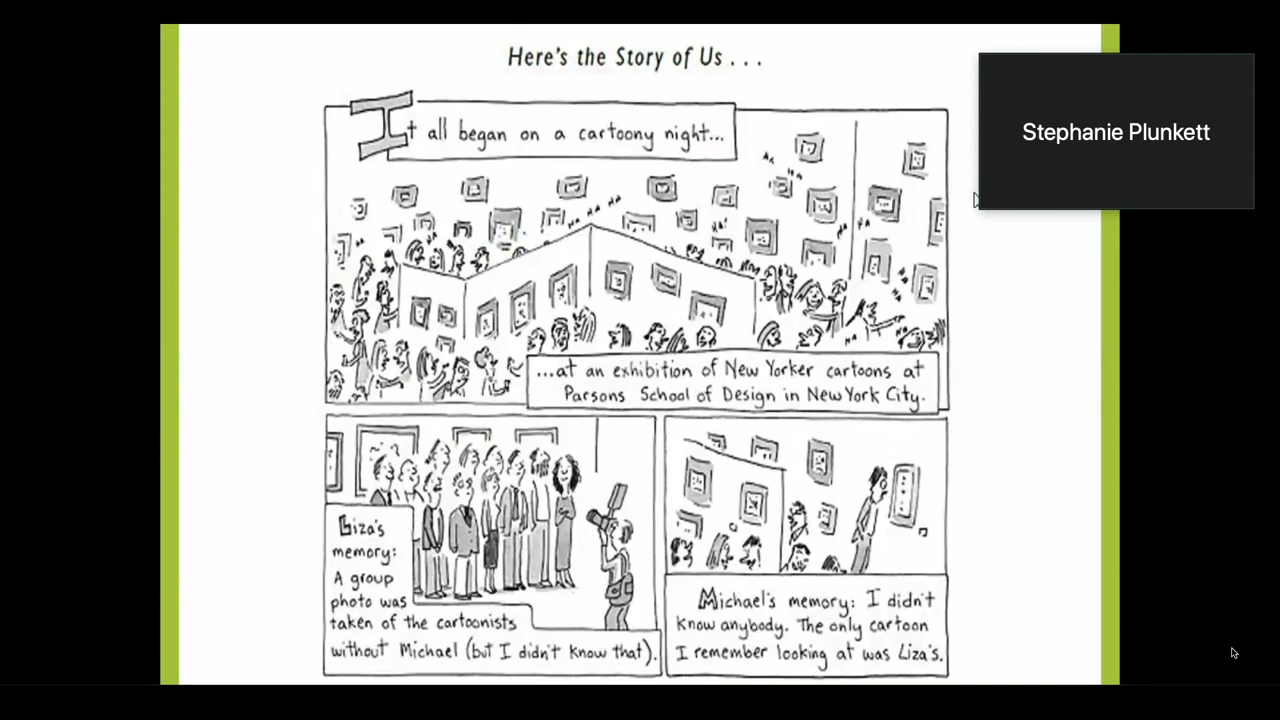 Here's the Story of Us . . .
Stephanie Plunkett
It all began on a cartoony night...
...at an exhibition of New Yorker cartoons at
Parsons School of Design in New York City.
Liza's
memory:
A group
photo was
taken of the cartoonists
without Michael (but I didn't know that).
Michael's memory: I didn't
know anybody. The only cartoon
I remember looking at was Liza's.